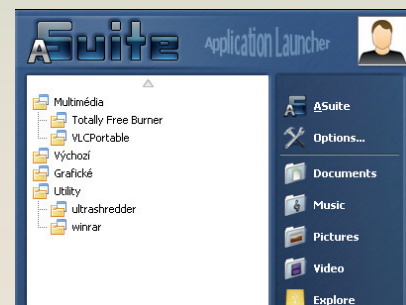 ASuite Application Launcher
Multimédia
Totally Free Burner
VLCPortable
Výchozí
Grafické
Utility
ultrashredder
winrar
ASuite
Options...
Documents
Music
Pictures
Video
Explore